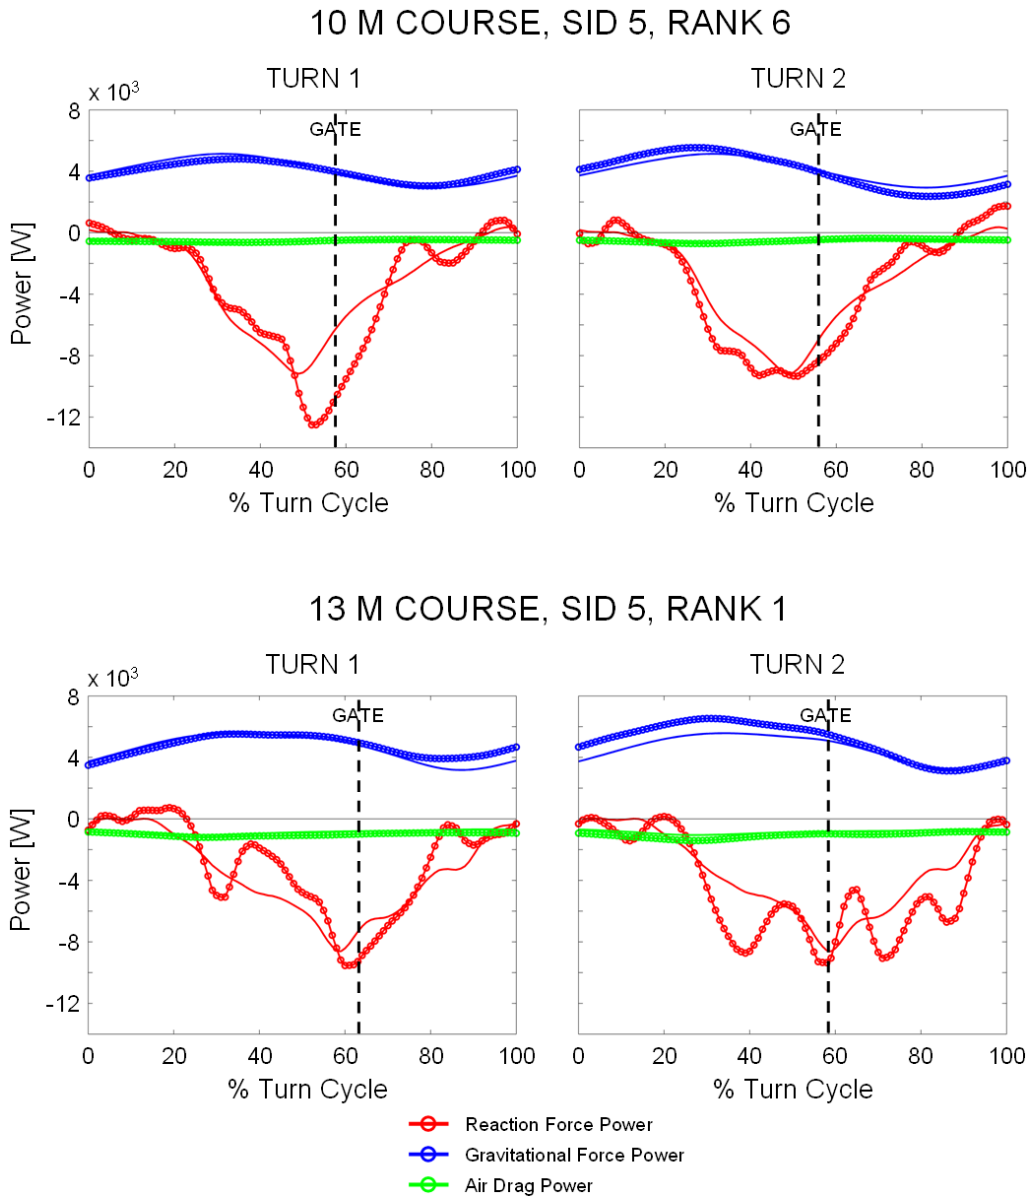 10 M COURSE, SID 5, RANK 6
TURN 1
TURN 2
x 10³
8
4
0
-4
-8
-12
Power [W]
GATE
GATE
0 20 40 60 80 100
0 20 40 60 80 100
% Turn Cycle
% Turn Cycle
13 M COURSE, SID 5, RANK 1
TURN 1
TURN 2
x 10³
8
4
0
-4
-8
-12
Power [W]
GATE
GATE
0 20 40 60 80 100
0 20 40 60 80 100
% Turn Cycle
% Turn Cycle
Reaction Force Power
Gravitational Force Power
Air Drag Power